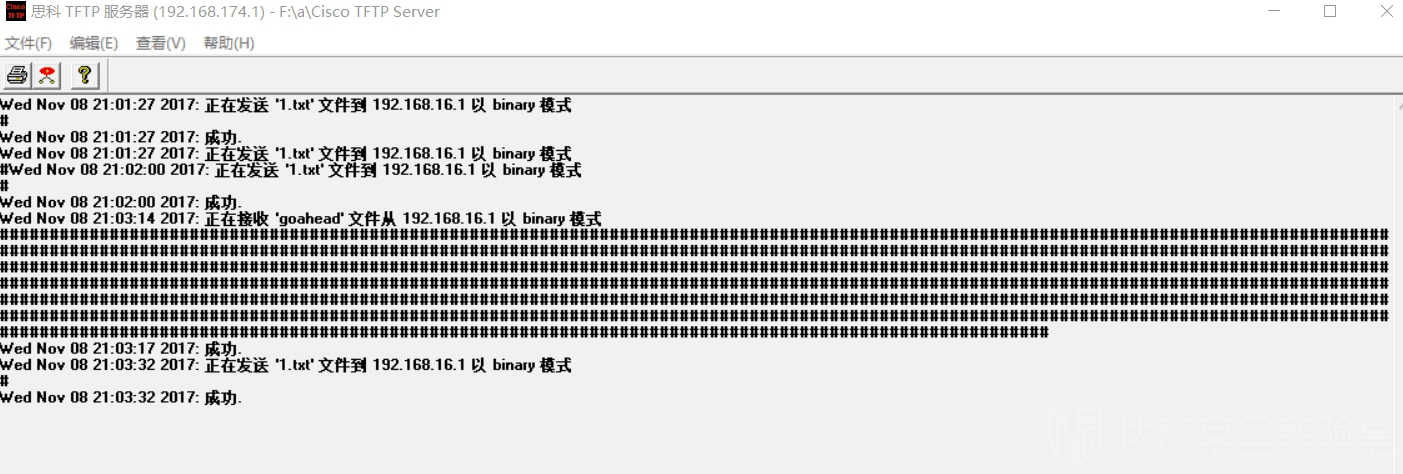 Cisco TFTP 思科 TFTP 服务器 (192.168.174.1) - F:\a\Cisco TFTP Server
文件(F) 编辑(E) 查看(V) 帮助(H)
Wed Nov 08 21:01:27 2017: 正在发送 '1.txt' 文件到 192.168.16.1 以 binary 模式
#
Wed Nov 08 21:01:27 2017: 成功.
Wed Nov 08 21:01:27 2017: 正在发送 '1.txt' 文件到 192.168.16.1 以 binary 模式
#Wed Nov 08 21:02:00 2017: 正在发送 '1.txt' 文件到 192.168.16.1 以 binary 模式
#
Wed Nov 08 21:02:00 2017: 成功.
Wed Nov 08 21:03:14 2017: 正在接收 'goahead' 文件从 192.168.16.1 以 binary 模式
###########################################################################################################################################
###########################################################################################################################################
###########################################################################################################################################
###########################################################################################################################################
###########################################################################################################################################
###########################################################################################################################################
#########################################################################################################
Wed Nov 08 21:03:17 2017: 成功.
Wed Nov 08 21:03:32 2017: 正在发送 '1.txt' 文件到 192.168.16.1 以 binary 模式
#
Wed Nov 08 21:03:32 2017: 成功.
伏宸安全实验室